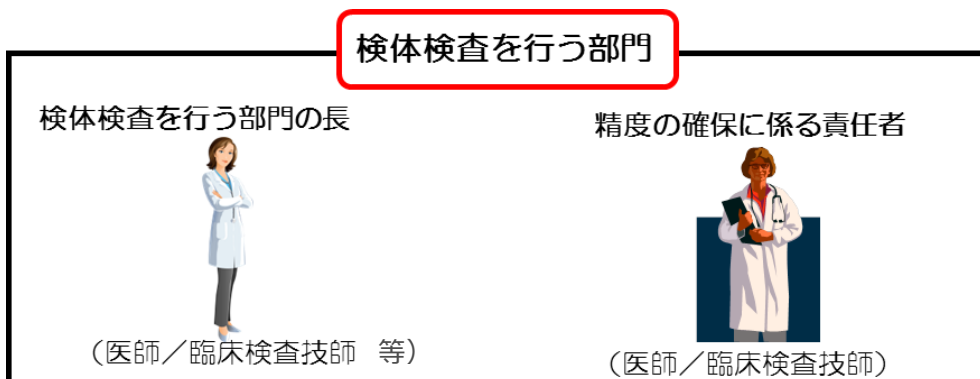 検体検査を行う部門
検体検査を行う部門の長
精度の確保に係る責任者
（医師／臨床検査技師　等）
（医師／臨床検査技師）